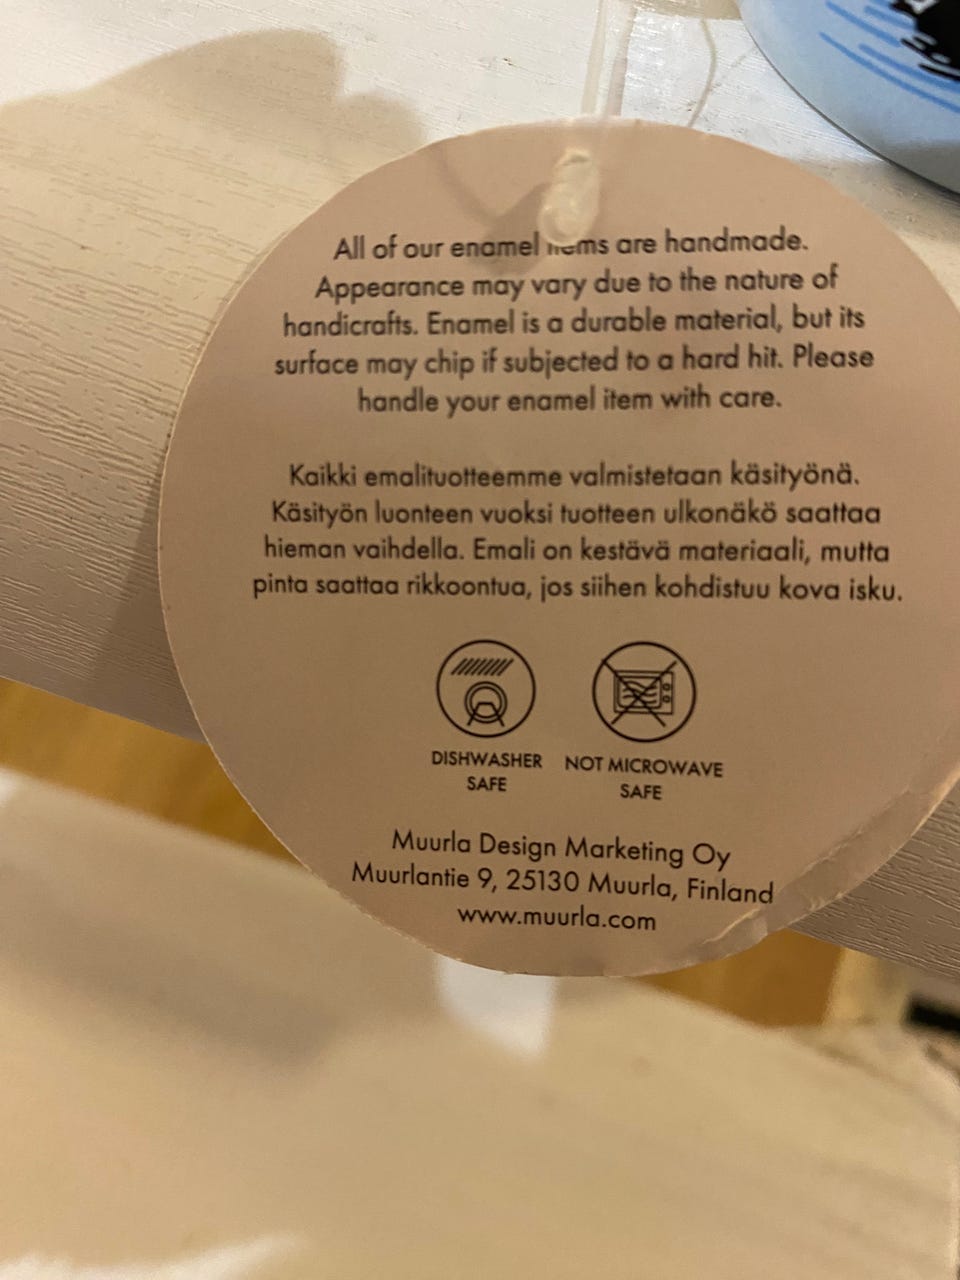 All of our enamel items are handmade.
Appearance may vary due to the nature of
handicrafts. Enamel is a durable material, but its
surface may chip if subjected to a hard hit. Please
handle your enamel item with care.
Kaikki emalituotteemme valmistetaan käsityönä.
Käsityön luonteen vuoksi tuotteen ulkonäkö saattaa
hieman vaihdella. Emali on kestävä materiaali, mutta
pinta saattaa rikkoontua, jos siihen kohdistuu kova isku.
DISHWASHER
SAFE
NOT MICROWAVE
SAFE
Muurla Design Marketing Oy
Muurlantie 9, 25130 Muurla, Finland
www.muurla.com